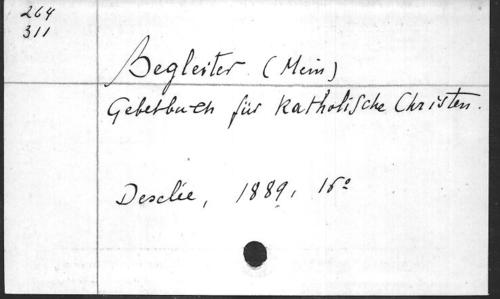 264
311
Begleiter. (Mein)
Gebetbuch für Katholische Christen.
Desclée, 1889, 16°